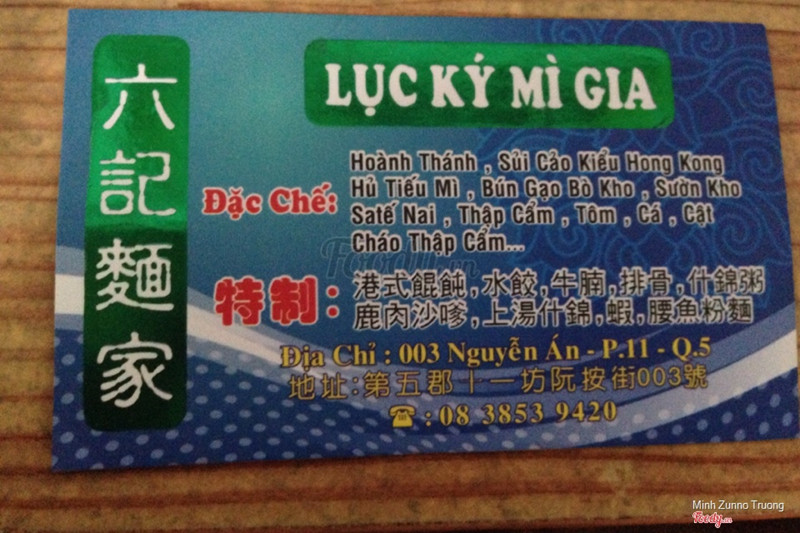 六記麵家
LỤC KÝ MÌ GIA
Đặc Chế:
Hoành Thánh , Sủi Cảo Kiểu Hong Kong
Hủ Tiếu Mì , Bún Gạo Bò Kho , Sườn Kho
Satế Nai , Thập Cẩm , Tôm , Cá , Cật
Cháo Thập Cẩm...
特制:
港式餛飩,水餃,牛腩,排骨,什錦粥
鹿肉沙嗲,上湯什錦,蝦,腰魚粉麵
Địa Chỉ : 003 Nguyễn Án - P.11 - Q.5
地址:第五郡十一坊阮按街003號
☎ : 08 3853 9420
Foody.vn
Minh Zunno Truong
Foody.vn